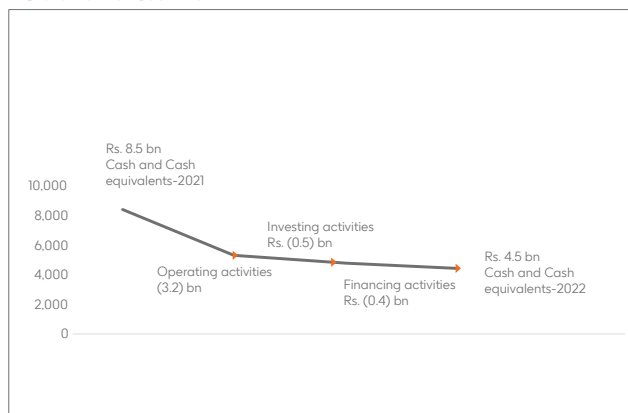 Rs. 8.5 bn
Cash and Cash
equivalents-2021
10,000
8,000
6,000
4,000
2,000
0
Investing activities
Rs. (0.5) bn
Operating activities
(3.2) bn
Financing activities
Rs. (0.4) bn
Rs. 4.5 bn
Cash and Cash
equivalents-2022